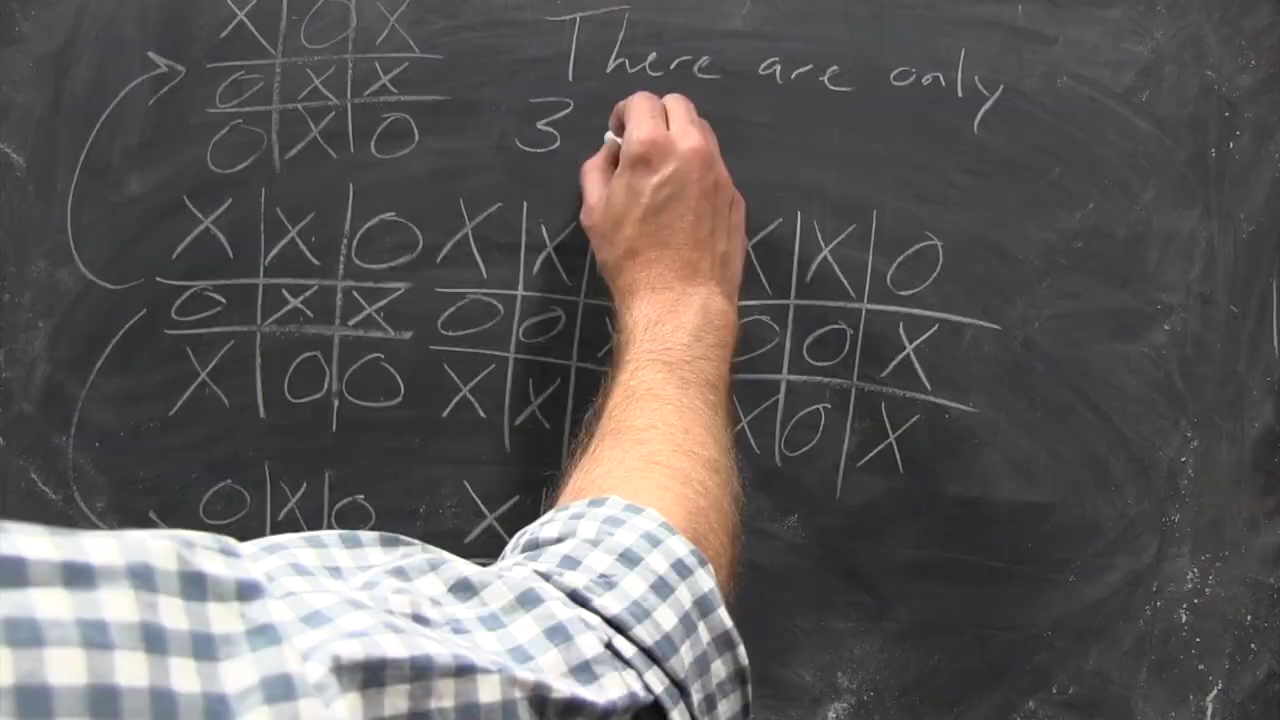 There are only
3
X O X
O X X
O X O
X X O
O X X
X O O
X X
O O
X X
X X O
O O X
X O X
O X O
X